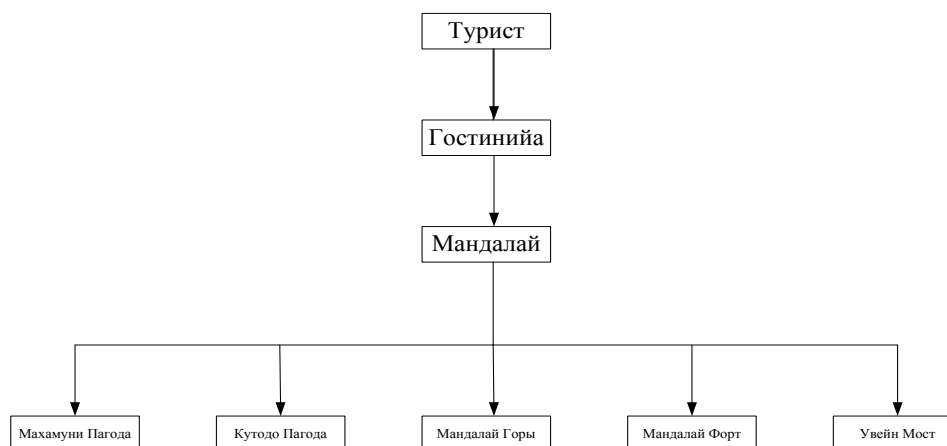 Турист
Гостинийа
Мандалай
Махамуни Пагода
Кутодо Пагода
Мандалай Горы
Мандалай Форт
Увейн Мост